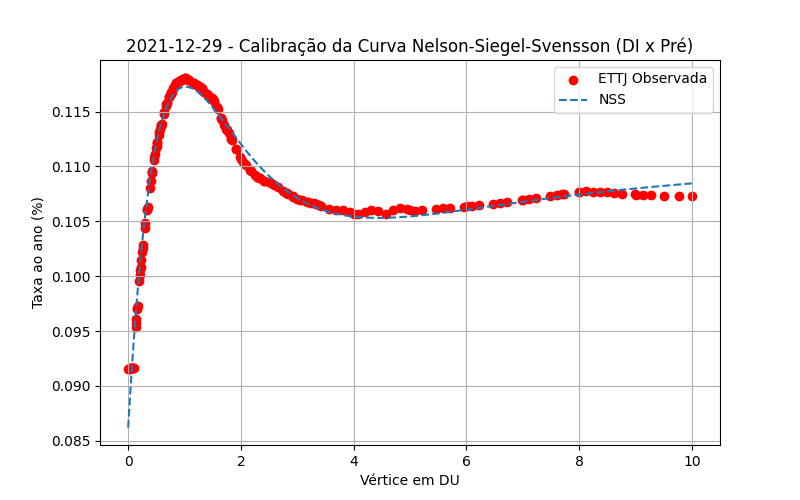 2021-12-29 - Calibração da Curva Nelson-Siegel-Svensson (DI x Pré)
ETTJ Observada
NSS
Taxa ao ano (%)
0.115
0.110
0.105
0.100
0.095
0.090
0.085
0 2 4 6 8 10
Vértice em DU